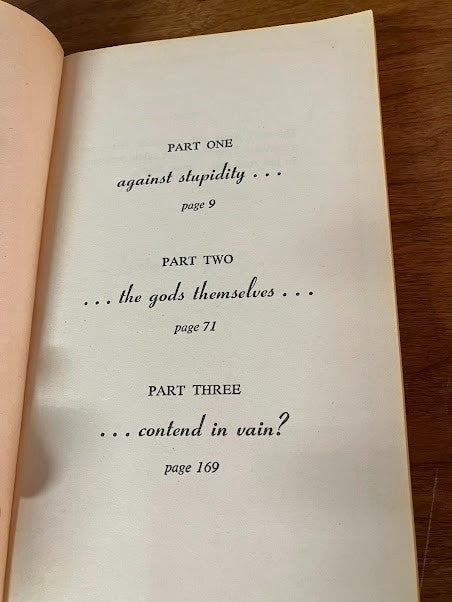 PART ONE
against stupidity . . .
page 9
PART TWO
. . . the gods themselves . . .
page 71
PART THREE
. . . contend in vain?
page 169